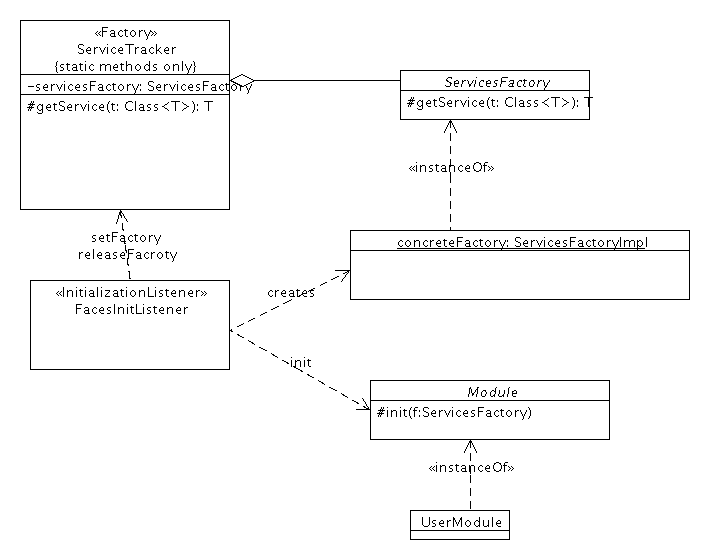 «Factory»
ServiceTracker
{static methods only}
-servicesFactory: ServicesFactory
#getService(t: Class<T>): T
ServicesFactory
#getService(t: Class<T>): T
«instanceOf»
setFactory
releaseFacroty
concreteFactory: ServicesFactoryImpl
«InitializationListener»
FacesInitListener
creates
init
Module
#init(f:ServicesFactory)
«instanceOf»
UserModule